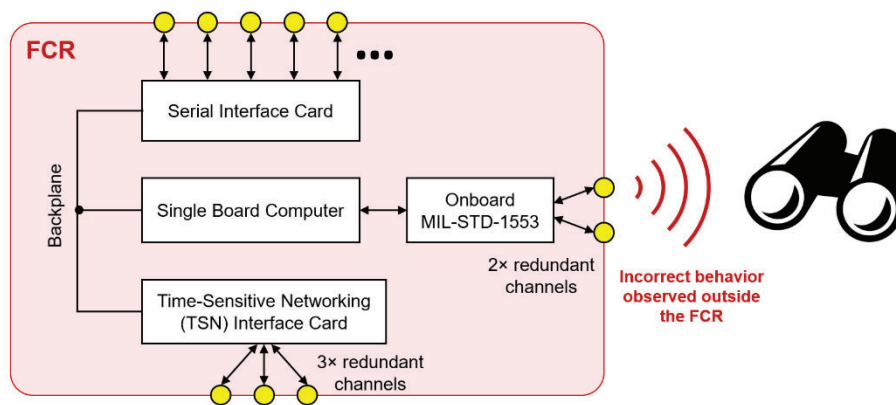 FCR
Serial Interface Card
Backplane
Single Board Computer
Onboard
MIL-STD-1553
2× redundant
channels
Incorrect behavior
observed outside
the FCR
Time-Sensitive Networking
(TSN) Interface Card
3× redundant
channels